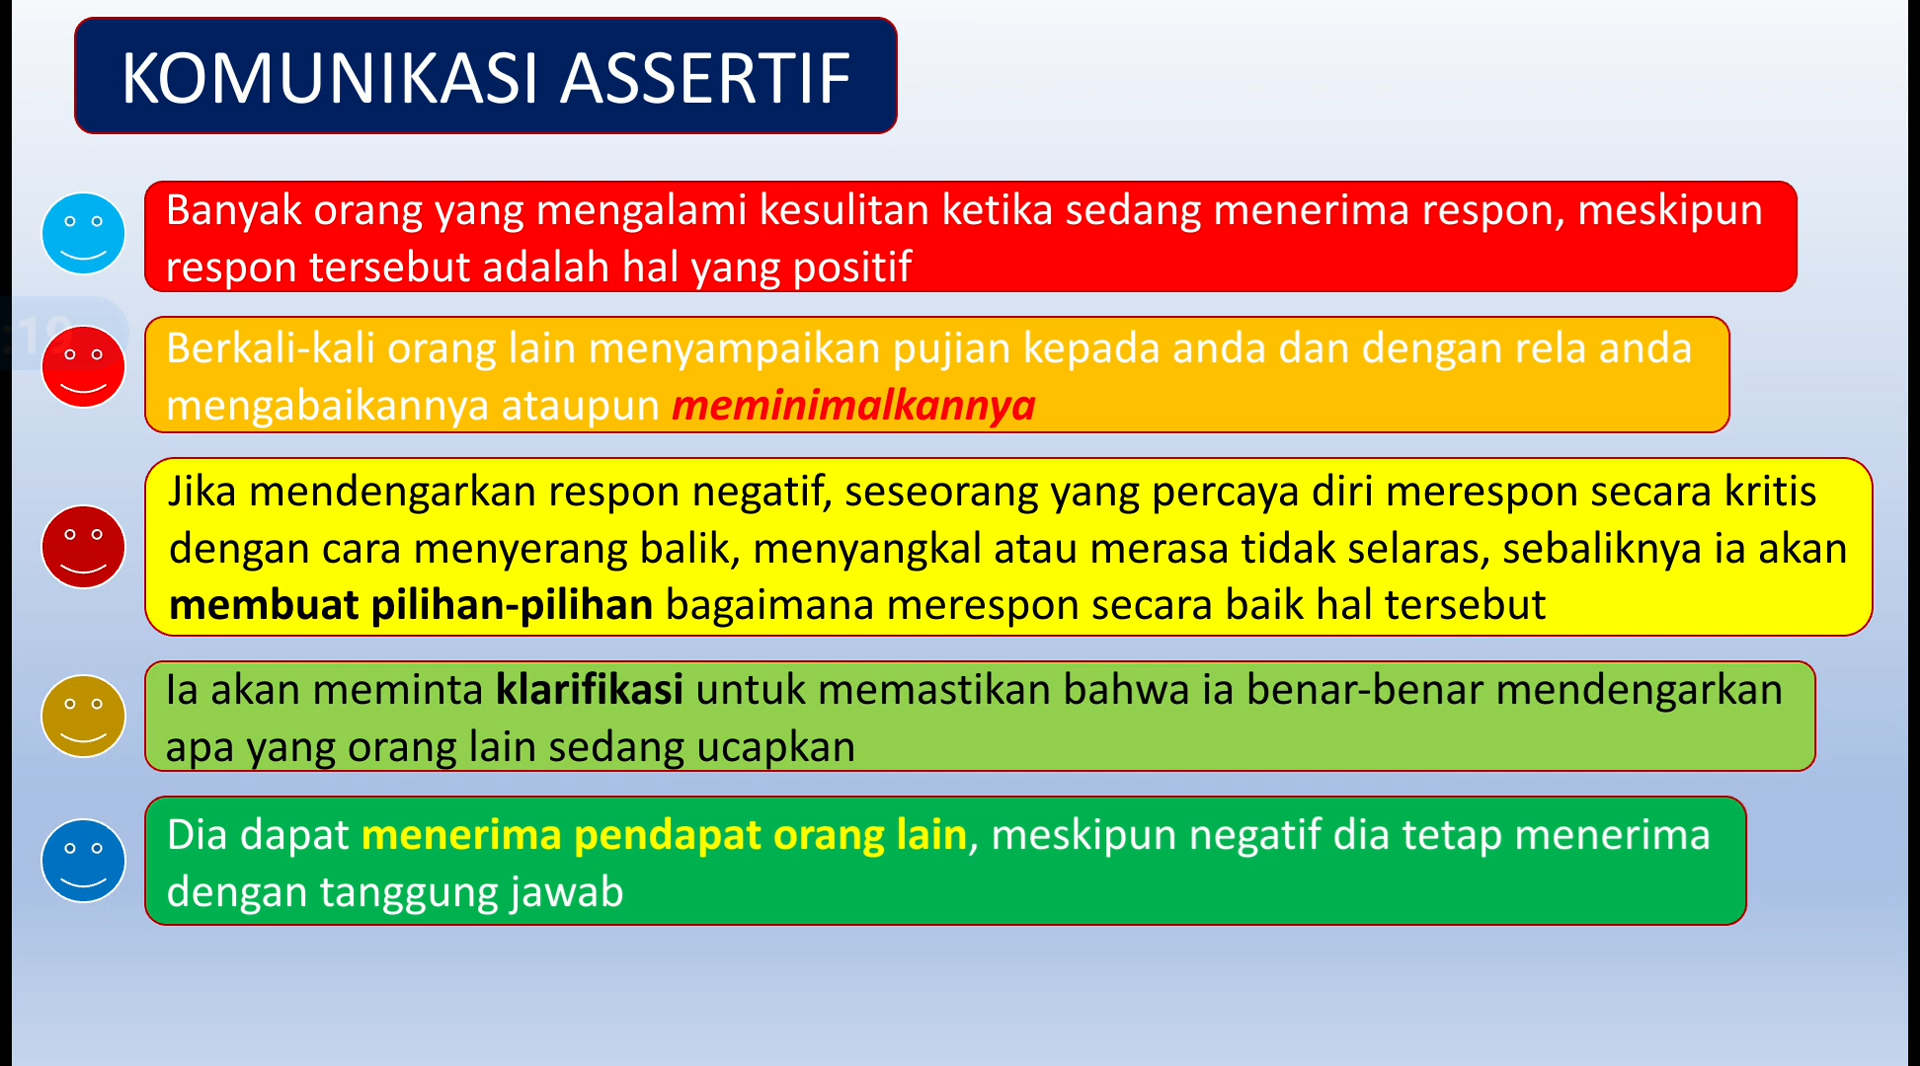 KOMUNIKASI ASSERTIF
Banyak orang yang mengalami kesulitan ketika sedang menerima respon, meskipun
respon tersebut adalah hal yang positif
:19
Berkali-kali orang lain menyampaikan pujian kepada anda dan dengan rela anda
mengabaikannya ataupun meminimalkannya
Jika mendengarkan respon negatif, seseorang yang percaya diri merespon secara kritis
dengan cara menyerang balik, menyangkal atau merasa tidak selaras, sebaliknya ia akan
membuat pilihan-pilihan bagaimana merespon secara baik hal tersebut
Ia akan meminta klarifikasi untuk memastikan bahwa ia benar-benar mendengarkan
apa yang orang lain sedang ucapkan
Dia dapat menerima pendapat orang lain, meskipun negatif dia tetap menerima
dengan tanggung jawab